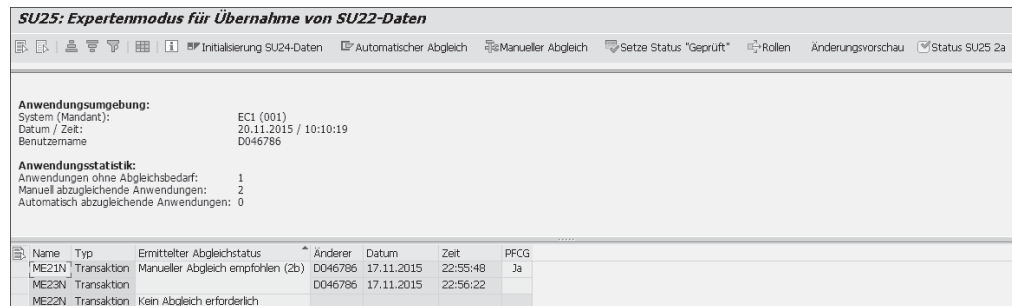 SU25: Expertenmodus für Übernahme von SU22-Daten
Initialisierung SU24-Daten Automatischer Abgleich Manueller Abgleich Setze Status "Geprüft" Rollen Änderungsvorschau Status SU25 2a
Anwendungsumgebung:
System (Mandant): EC1 (001)
Datum / Zeit: 20.11.2015 / 10:10:19
Benutzername D046786
Anwendungsstatistik:
Anwendungen ohne Abgleichsbedarf: 1
Manuell abzugleichende Anwendungen: 2
Automatisch abzugleichende Anwendungen: 0
Name Typ Ermittelter Abgleichstatus Änderer Datum Zeit PFCG
ME21N Transaktion Manueller Abgleich empfohlen (2b) D046786 17.11.2015 22:55:48 Ja
ME23N Transaktion D046786 17.11.2015 22:56:22
ME22N Transaktion Kein Abgleich erforderlich